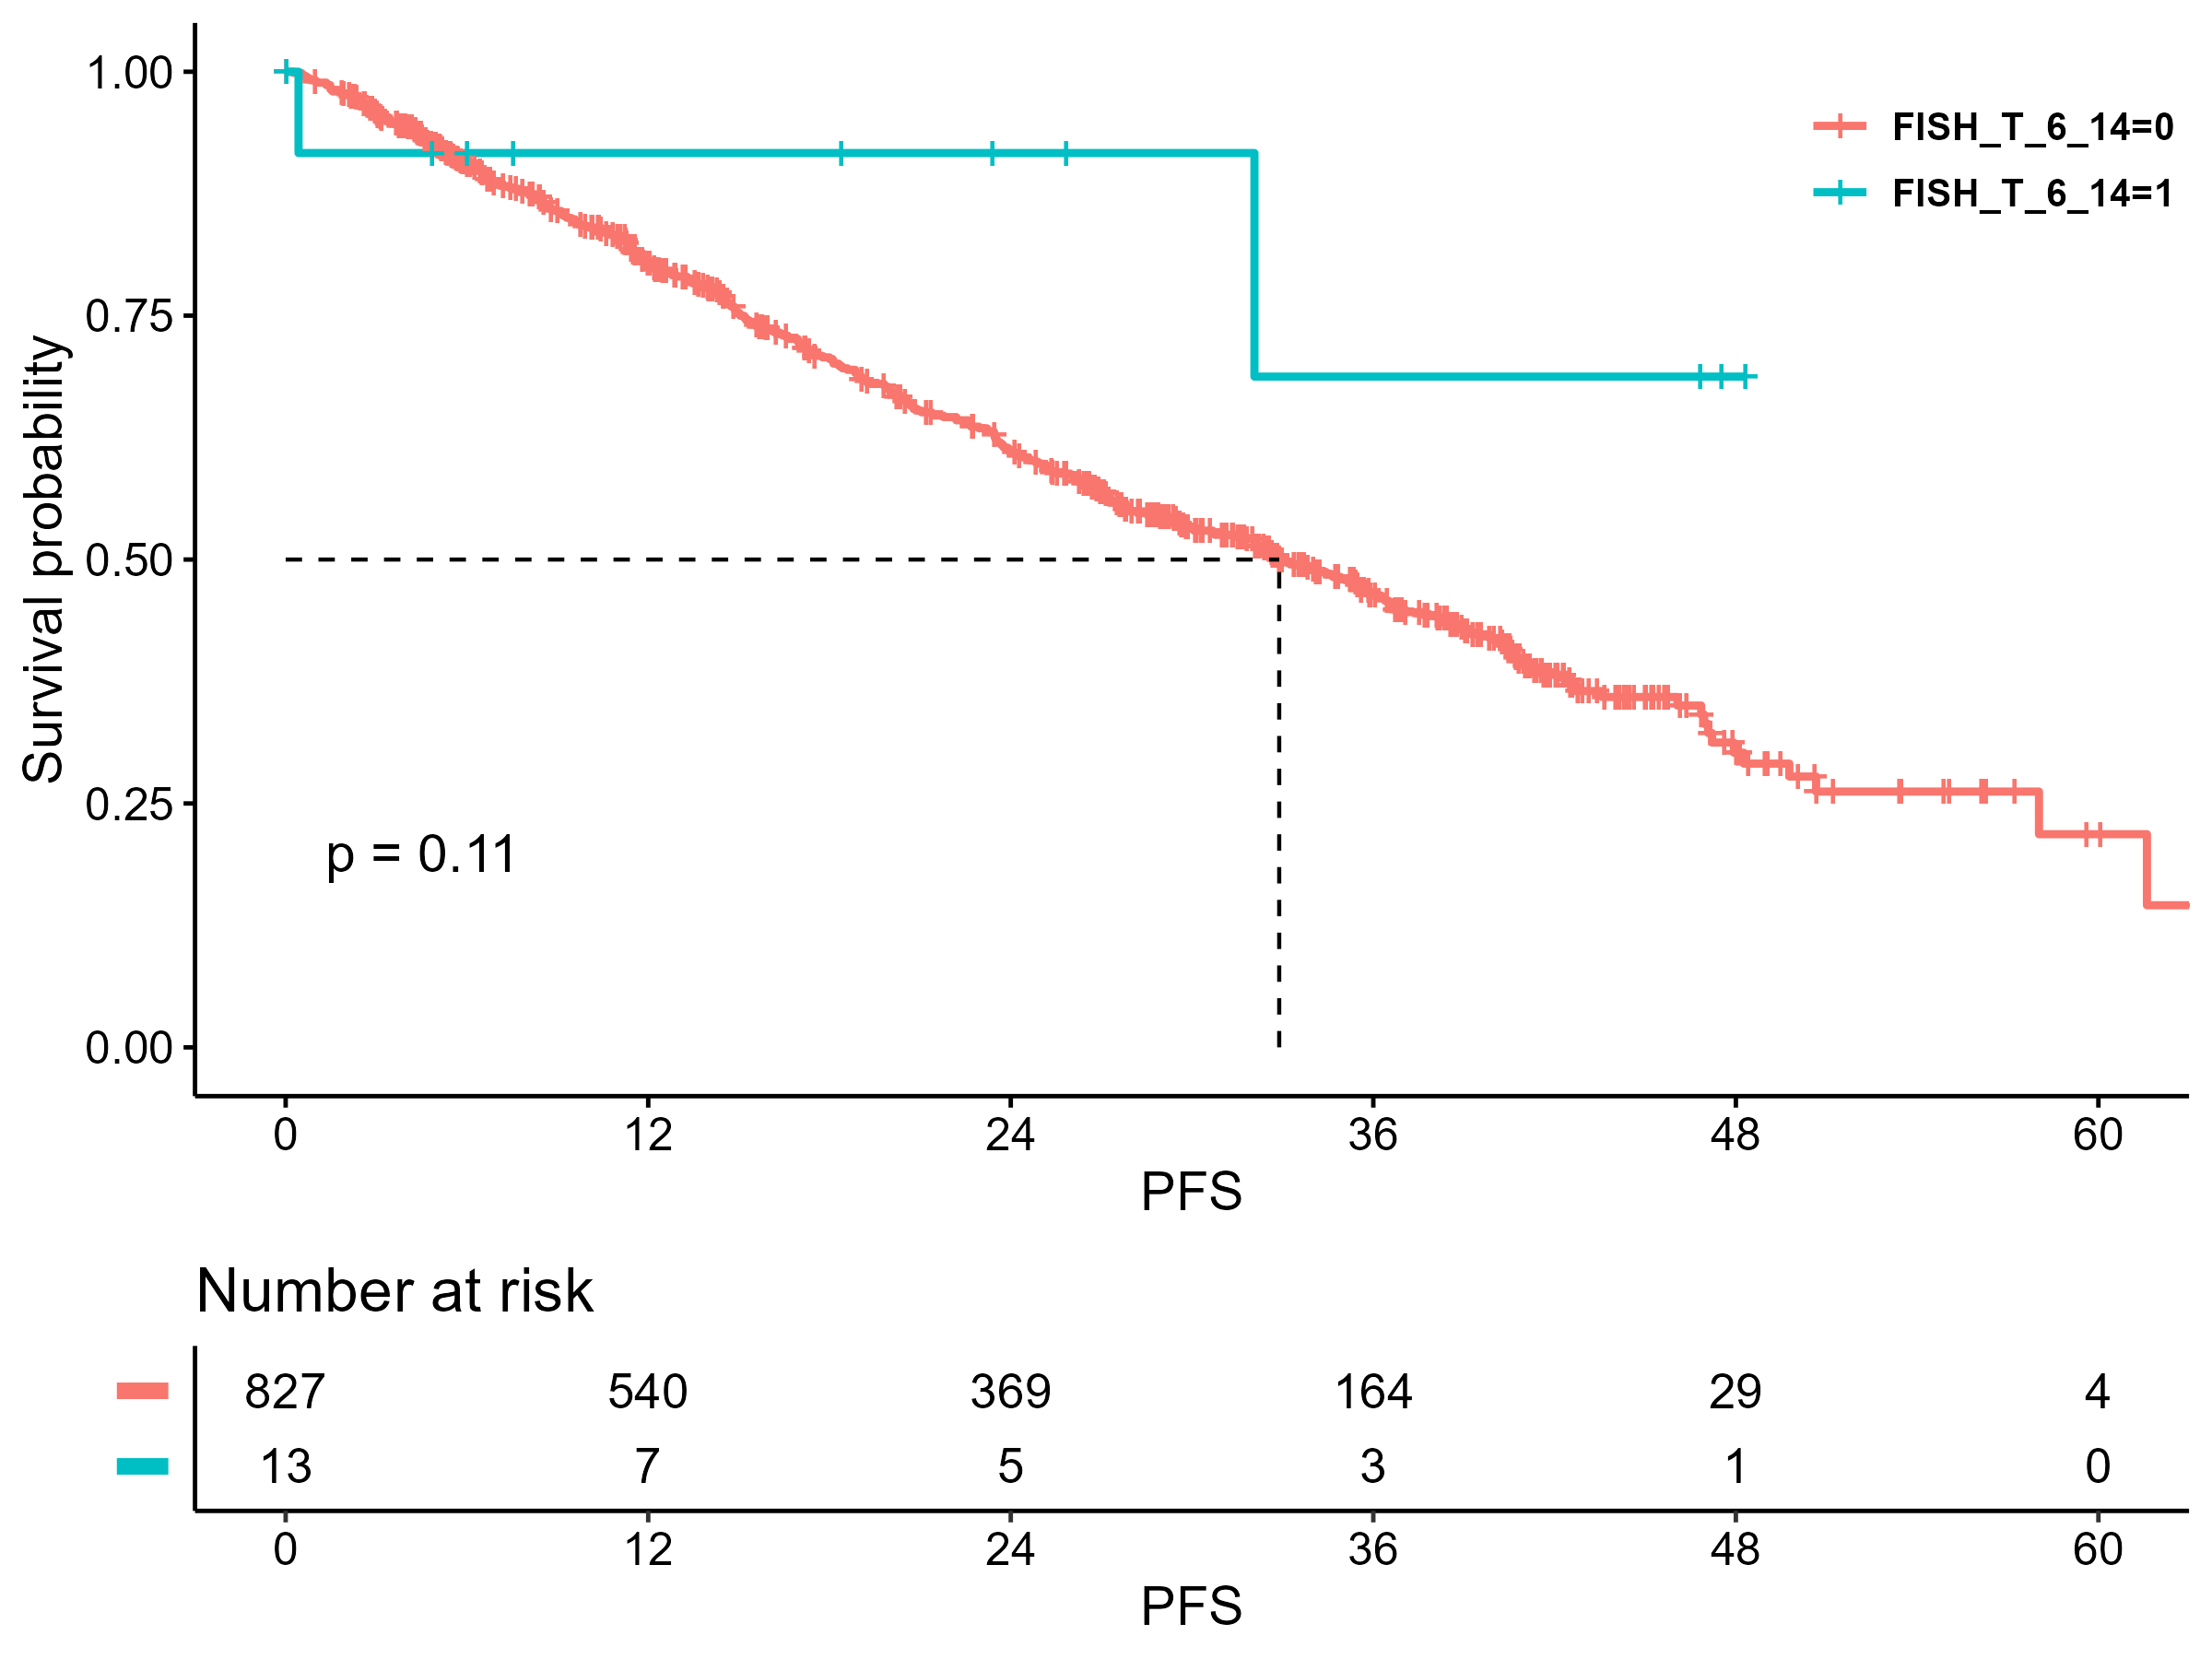 1.00
0.75
0.50
0.25
0.00
Survival probability
FISH_T_6_14=0
FISH_T_6_14=1
p = 0.11
0 12 24 36 48 60
PFS
Number at risk
827 540 369 164 29 4
13 7 5 3 1 0
0 12 24 36 48 60
PFS